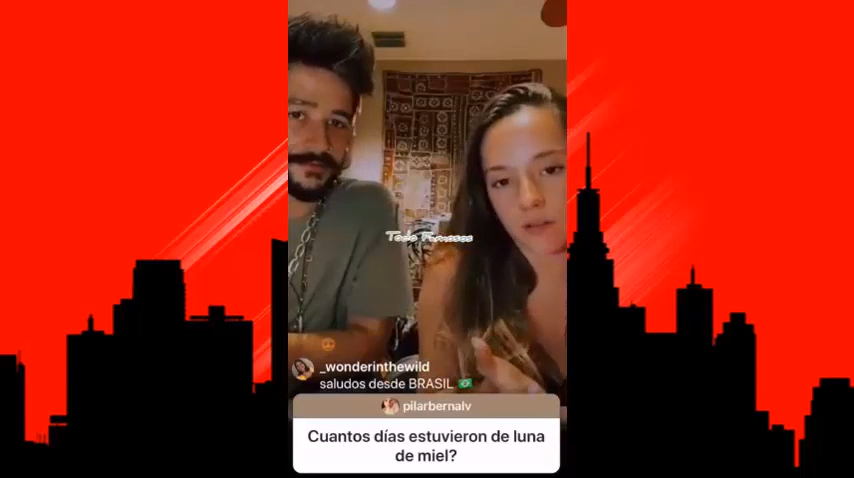 Todo Famosos
_wonderinthewild
saludos desde BRASIL 🇧🇷
pilarbernalv
Cuantos días estuvieron de luna
de miel?